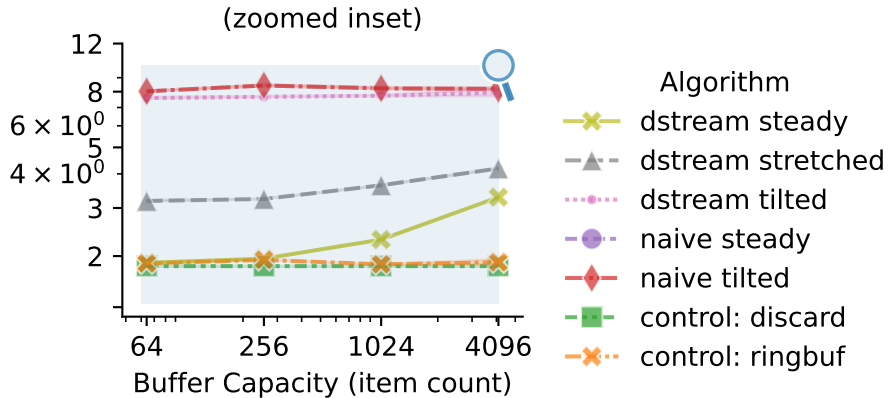 (zoomed inset)
12
8
6 × 10⁰
5
4 × 10⁰
3
2
64 256 1024 4096
Buffer Capacity (item count)
Algorithm
dstream steady
dstream stretched
dstream tilted
naive steady
naive tilted
control: discard
control: ringbuf